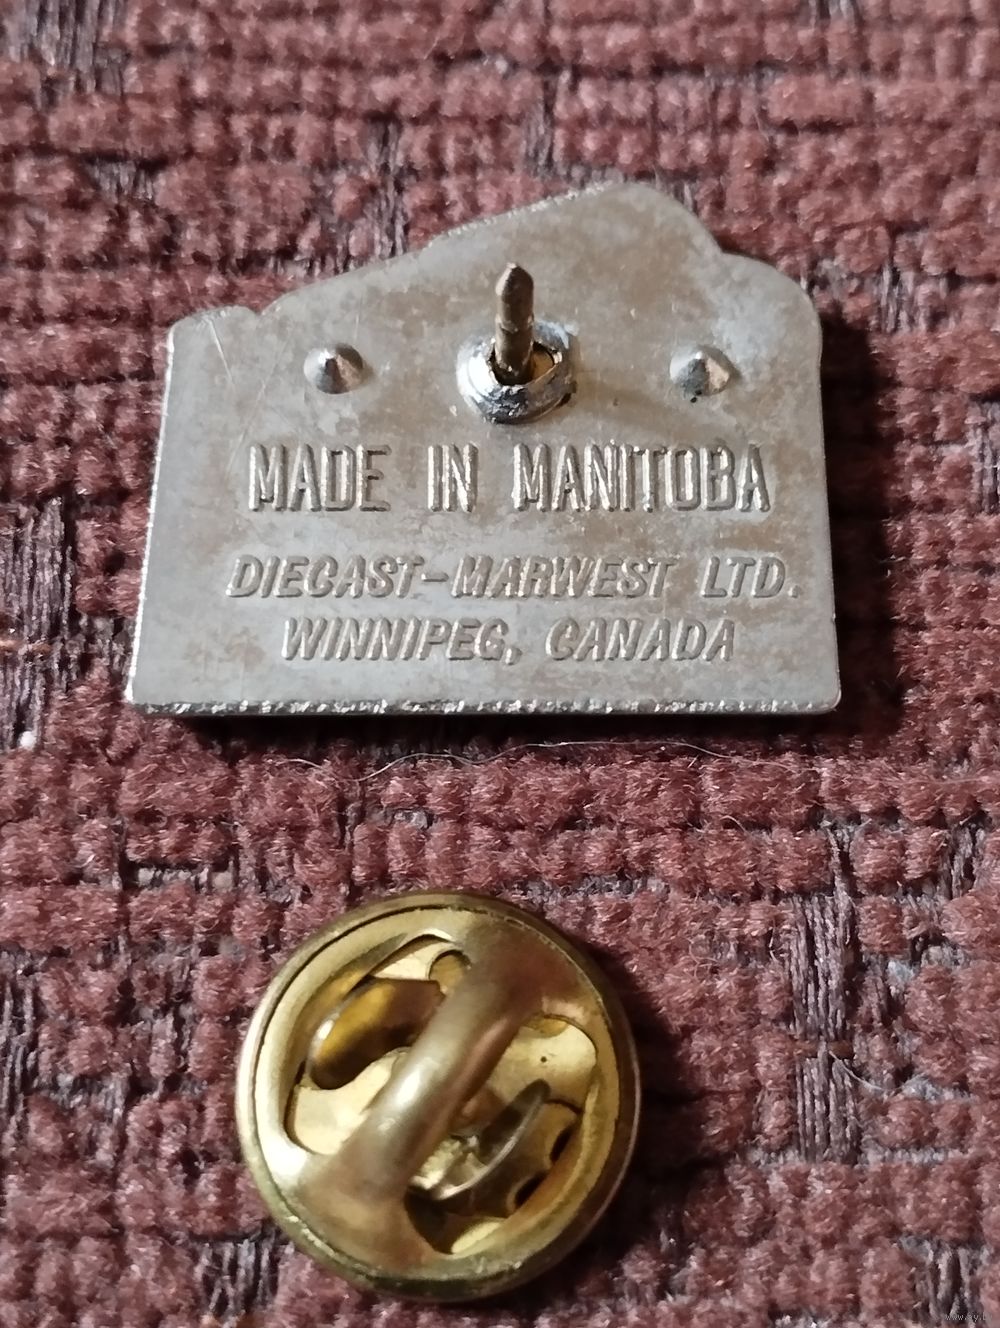 MADE IN MANITOBA
DIECAST-MARWEST LTD.
WINNIPEG, CANADA